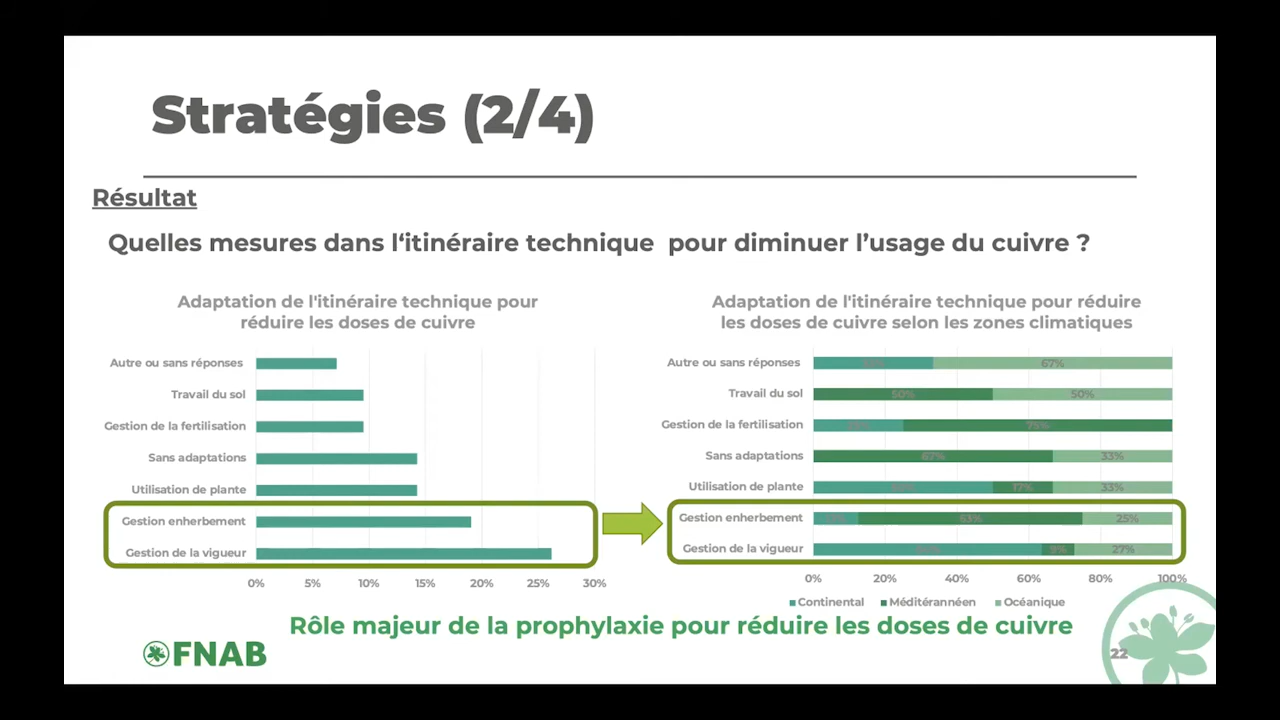 Stratégies (2/4)
Résultat
Quelles mesures dans l‘itinéraire technique pour diminuer l’usage du cuivre ?
Adaptation de l'itinéraire technique pour
réduire les doses de cuivre
Autre ou sans réponses
Travail du sol
Gestion de la fertilisation
Sans adaptations
Utilisation de plante
Gestion enherbement
Gestion de la vigueur
0% 5% 10% 15% 20% 25% 30%
Adaptation de l'itinéraire technique pour réduire
les doses de cuivre selon les zones climatiques
Autre ou sans réponses 67%
Travail du sol 50% 50%
Gestion de la fertilisation 75%
Sans adaptations 67% 33%
Utilisation de plante 17% 33%
Gestion enherbement 63% 25%
Gestion de la vigueur 9% 27%
0% 20% 40% 60% 80% 100%
Continental Méditérannéen Océanique
Rôle majeur de la prophylaxie pour réduire les doses de cuivre
FNAB
22